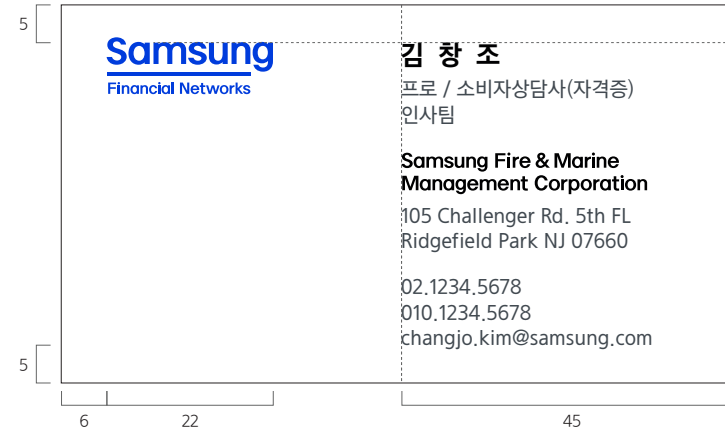 5
Samsung
Financial Networks
김 창 조
프로 / 소비자상담사(자격증)
인사팀
Samsung Fire & Marine
Management Corporation
105 Challenger Rd. 5th FL
Ridgefield Park NJ 07660
02.1234.5678
010.1234.5678
changjo.kim@samsung.com
5
6
22
45